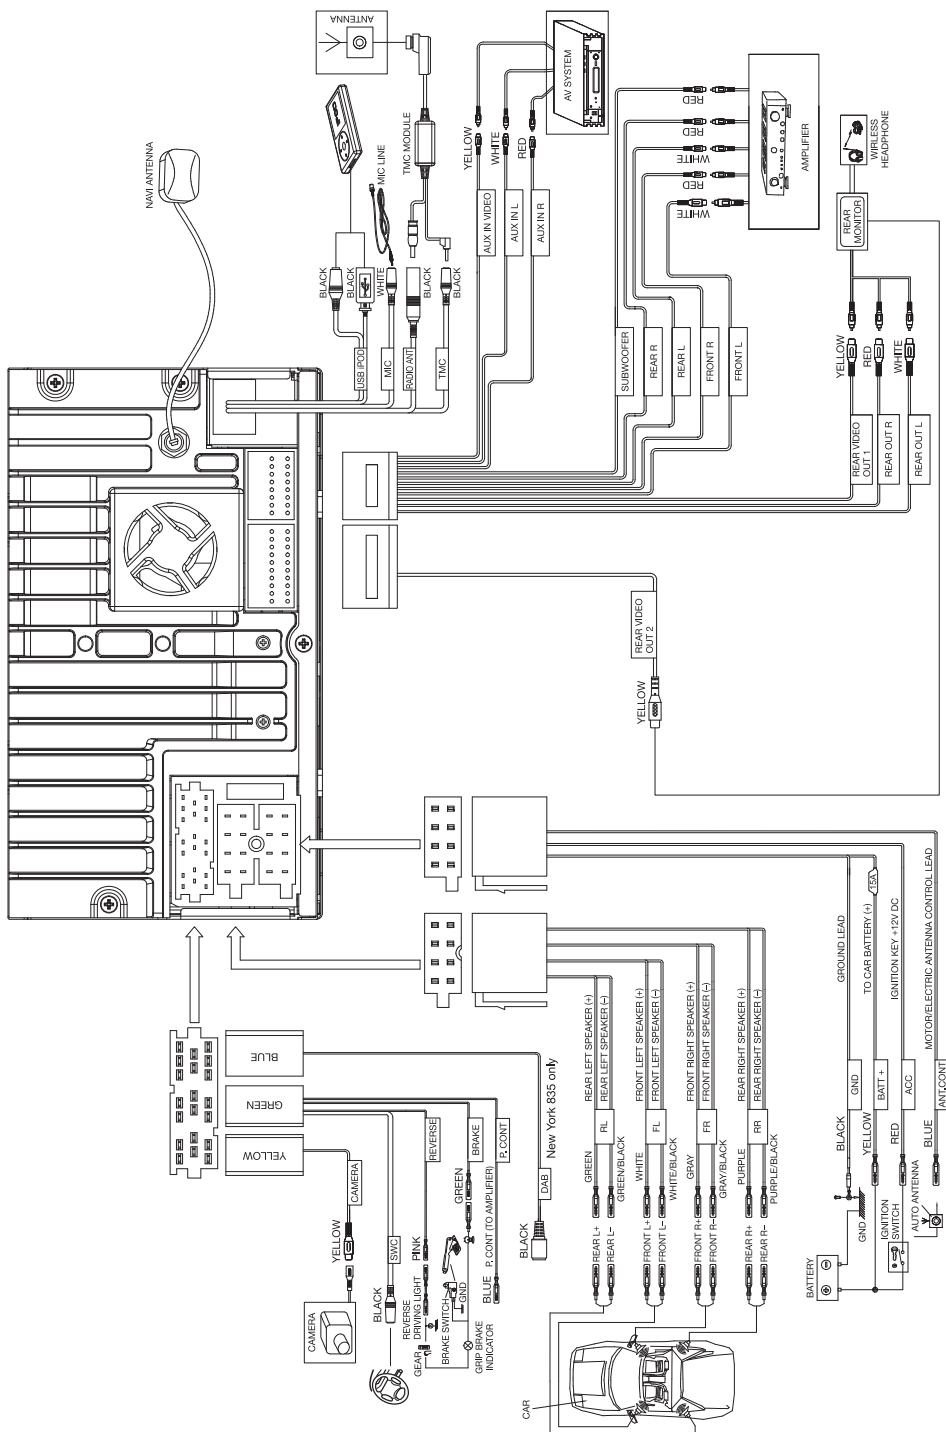 ANTENNA
NAVI ANTENNA
TMC MODULE
MIC LINE
BLACK
BLACK
WHITE
BLACK
BLACK
USB iPOD
MIC
RADIO ANT
TMC
AV SYSTEM
YELLOW
WHITE
RED
AUX IN VIDEO
AUX IN L
AUX IN R
RED
RED
WHITE
RED
WHITE
AMPLIFIER
SUBWOOFER
REAR R
REAR L
FRONT R
FRONT L
WIRLESS
HEADPHONE
REAR
MONITOR
YELLOW
RED
WHITE
REAR VIDEO
OUT 1
REAR OUT R
REAR OUT L
REAR VIDEO
OUT 2
YELLOW
BLUE
GREEN
YELLOW
CAMERA
YELLOW
CAMERA
SWC
BLACK
REVERSE
PINK
REVERSE
DRIVING LIGHT
GEAR
BRAKE
GREEN
BRAKE SWITCH
GND
GRIP BRAKE
INDICATOR
P. CONT
P. CONT (TO AMPLIFIER)
BLUE
DAB
BLACK
New York 835 only
REAR LEFT SPEAKER (+)
REAR LEFT SPEAKER (–)
FRONT LEFT SPEAKER (+)
FRONT LEFT SPEAKER (–)
FRONT RIGHT SPEAKER (+)
FRONT RIGHT SPEAKER (–)
REAR RIGHT SPEAKER (+)
REAR RIGHT SPEAKER (–)
RL
FL
FR
RR
GREEN
GREEN/BLACK
WHITE
WHITE/BLACK
GRAY
GRAY/BLACK
PURPLE
PURPLE/BLACK
REAR L+
REAR L–
FRONT L+
FRONT L–
FRONT R+
FRONT R–
REAR R+
REAR R–
CAR
GROUND LEAD
TO CAR BATTERY (+)
15A
IGNITION KEY +12V DC
MOTOR/ELECTRIC ANTENNA CONTROL LEAD
GND
BATT +
ACC
ANT.CONT
BLACK
YELLOW
RED
BLUE
GND
BATTERY
IGNITION
SWITCH
AUTO ANTENNA